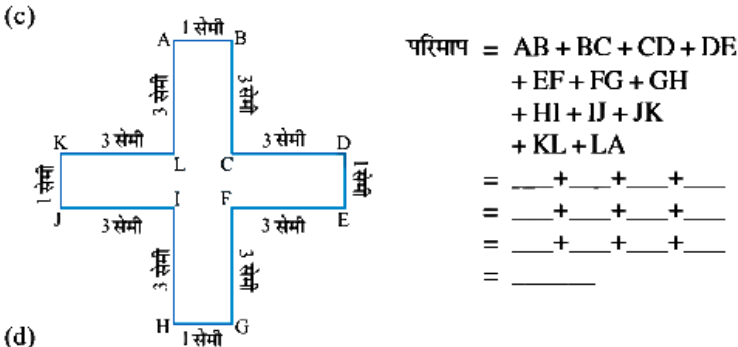 (c)
1 सेमी
A B
3 सेमी 3 सेमी
K 3 सेमी 3 सेमी D
L C
1 सेमी 1 सेमी
I F
J 3 सेमी 3 सेमी E
3 सेमी 3 सेमी
H G
1 सेमी
(d)
परिमाप = AB + BC + CD + DE
+ EF + FG + GH
+ HI + IJ + JK
+ KL + LA
= ___+___+___+___
= ___+___+___+___
= ___+___+___+___
= ______